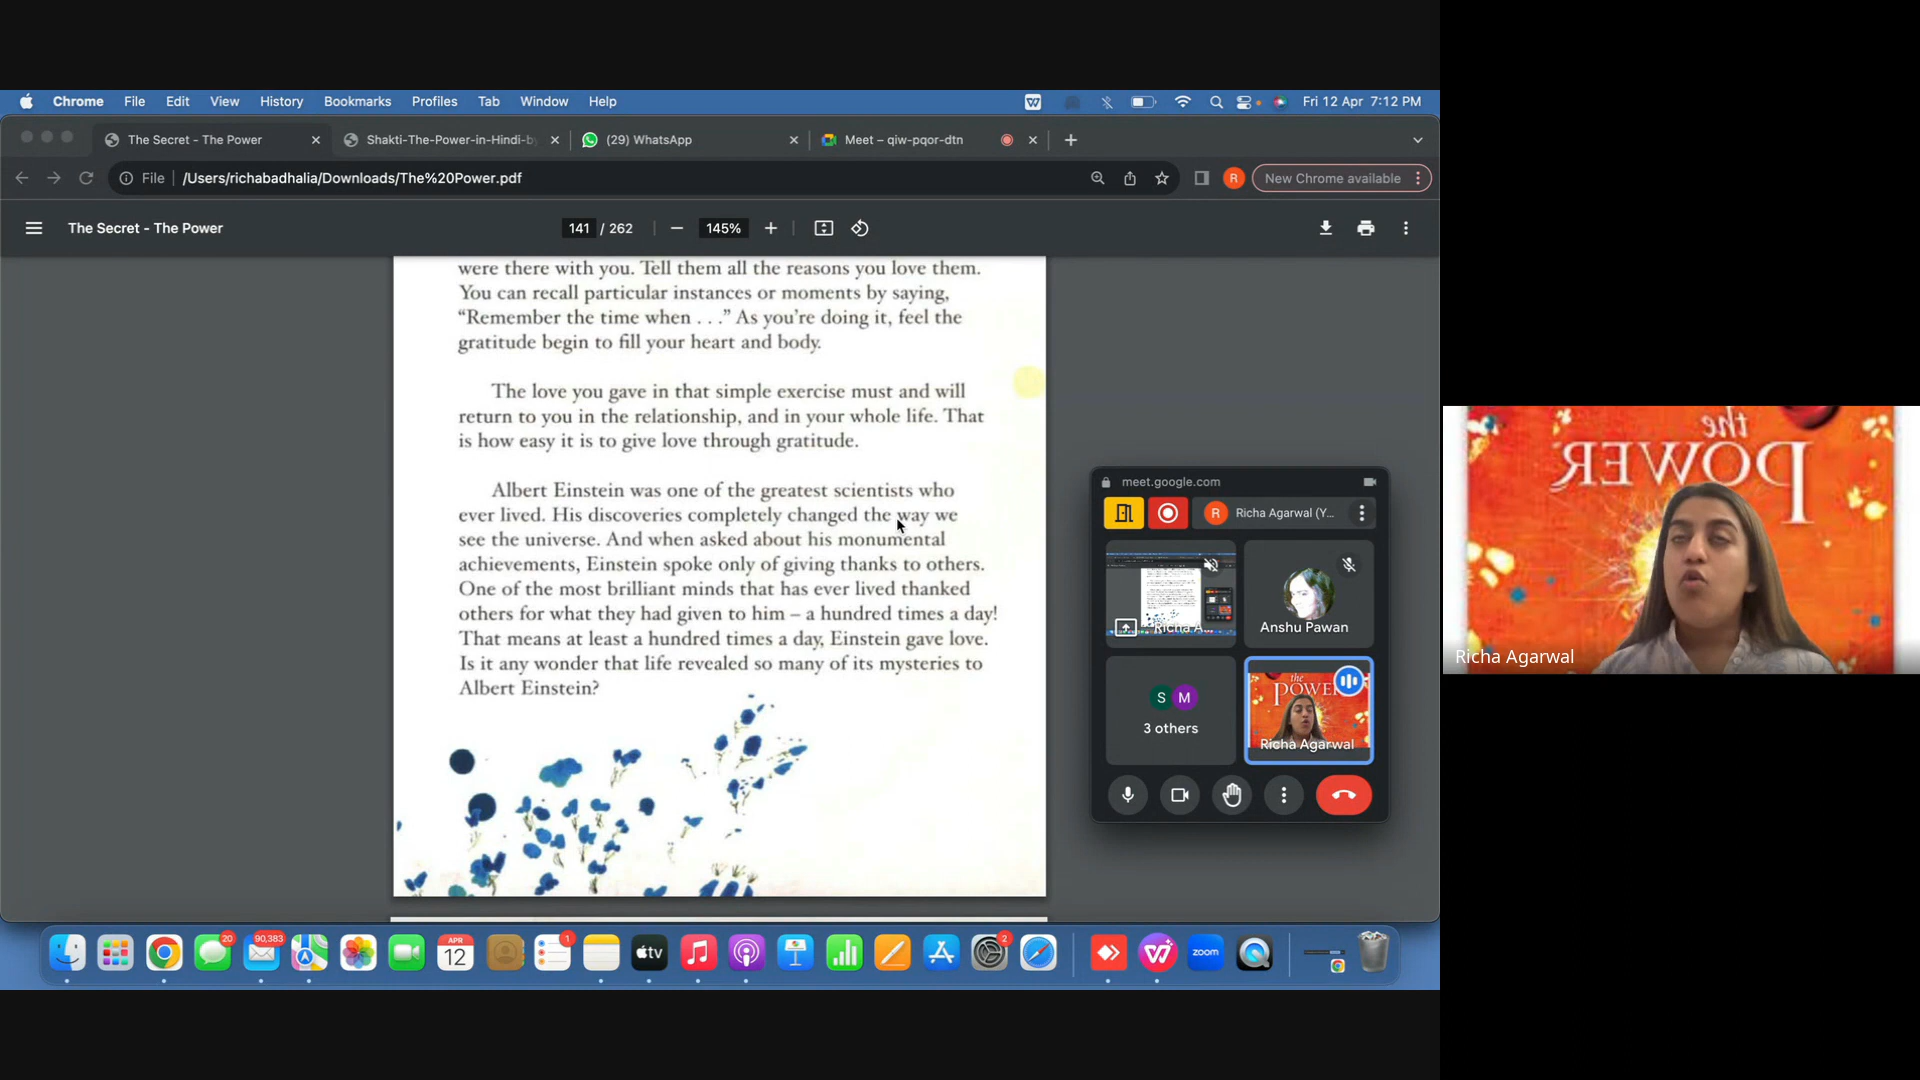 Chrome File Edit View History Bookmarks Profiles Tab Window Help
Fri 12 Apr 7:12 PM
The Secret - The Power
Shakti-The-Power-in-Hindi-b
(29) WhatsApp
Meet – qiw-pqor-dtn
File /Users/richabadhalia/Downloads/The%20Power.pdf
R
New Chrome available
The Secret - The Power
141 / 262
145%
were there with you. Tell them all the reasons you love them.
You can recall particular instances or moments by saying,
“Remember the time when . . .” As you’re doing it, feel the
gratitude begin to fill your heart and body.
The love you gave in that simple exercise must and will
return to you in the relationship, and in your whole life. That
is how easy it is to give love through gratitude.
Albert Einstein was one of the greatest scientists who
ever lived. His discoveries completely changed the way we
see the universe. And when asked about his monumental
achievements, Einstein spoke only of giving thanks to others.
One of the most brilliant minds that has ever lived thanked
others for what they had given to him – a hundred times a day!
That means at least a hundred times a day, Einstein gave love.
Is it any wonder that life revealed so many of its mysteries to
Albert Einstein?
meet.google.com
R
Richa Agarwal (Y...
Richa A...
Anshu Pawan
S M
3 others
the
POWER
Richa Agarwal
the
POWER
Richa Agarwal
20
90,383
APR
12
1
tv
2
zoom